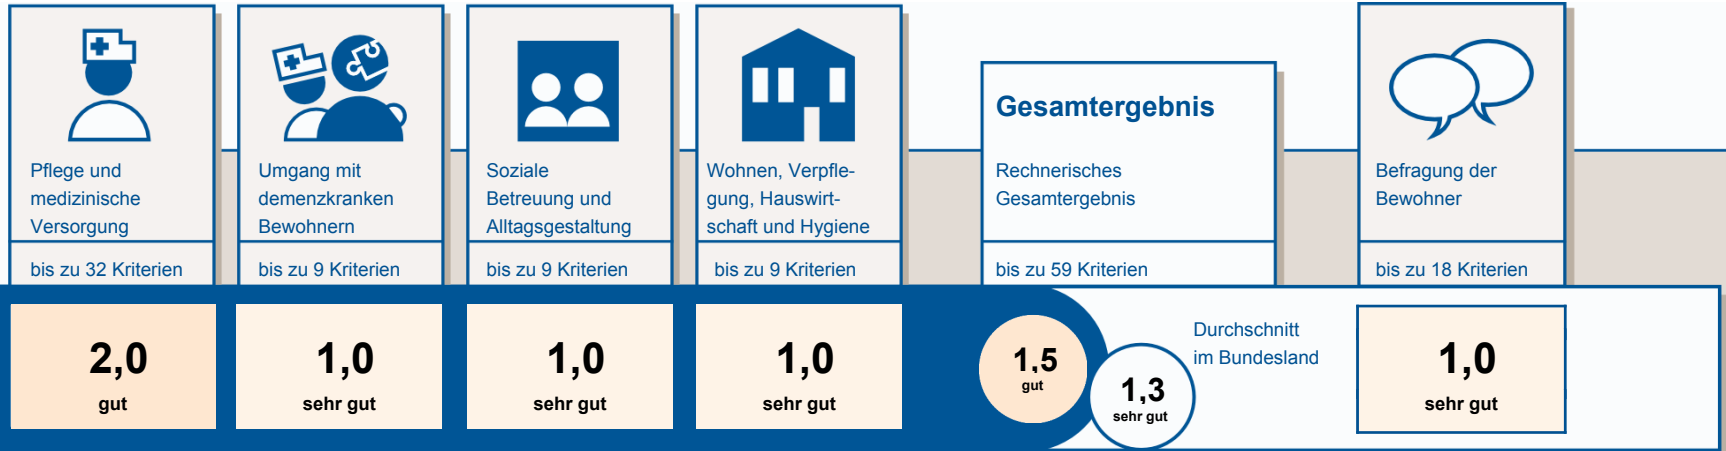 Pflege und
medizinische
Versorgung
bis zu 32 Kriterien
2,0
gut
Umgang mit
demenzkranken
Bewohnern
bis zu 9 Kriterien
1,0
sehr gut
Soziale
Betreuung und
Alltagsgestaltung
bis zu 9 Kriterien
1,0
sehr gut
Wohnen, Verpfle-
gung, Hauswirt-
schaft und Hygiene
bis zu 9 Kriterien
1,0
sehr gut
Gesamtergebnis
Rechnerisches
Gesamtergebnis
bis zu 59 Kriterien
1,5
gut
1,3
sehr gut
Durchschnitt
im Bundesland
Befragung der
Bewohner
bis zu 18 Kriterien
1,0
sehr gut